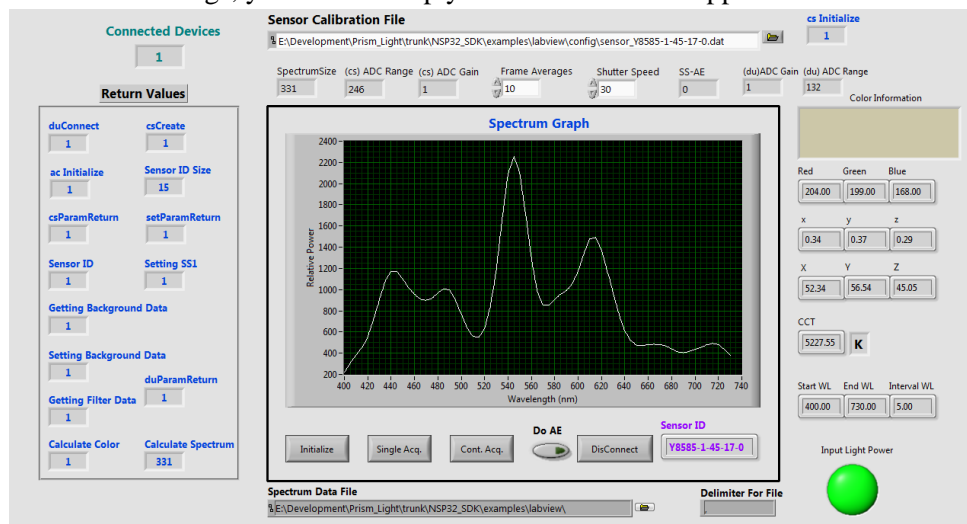 Connected Devices
1
Return Values
duConnect csCreate
1 1
ac Initialize Sensor ID Size
1 15
csParamReturn setParamReturn
1 1
Sensor ID Setting SS1
1 1
Getting Background Data
1
Setting Background Data
1
duParamReturn
1
Getting Filter Data
1
Calculate Color Calculate Spectrum
1 331
Sensor Calibration File
E:\Development\Prism_Light\trunk\NSP32_SDK\examples\labview\config\sensor_Y8585-1-45-17-0.dat
cs Initialize
1
SpectrumSize (cs) ADC Range (cs) ADC Gain Frame Averages Shutter Speed SS-AE (du)ADC Gain (du) ADC Range
331 246 1 10 30 0 1 132
Spectrum Graph
Relative Power
2400
2200
2000
1800
1600
1400
1200
1000
800
600
400
200
400 420 440 460 480 500 520 540 560 580 600 620 640 660 680 700 720 740
Wavelength (nm)
Initialize Single Acq. Cont. Acq. Do AE DisConnect
Sensor ID
Y8585-1-45-17-0
Spectrum Data File
E:\Development\Prism_Light\trunk\NSP32_SDK\examples\labview\
Delimiter For File
,
Color Information
Red Green Blue
204.00 199.00 168.00
x y z
0.34 0.37 0.29
X Y Z
52.34 56.54 45.05
CCT
5227.55 K
Start WL End WL Interval WL
400.00 730.00 5.00
Input Light Power